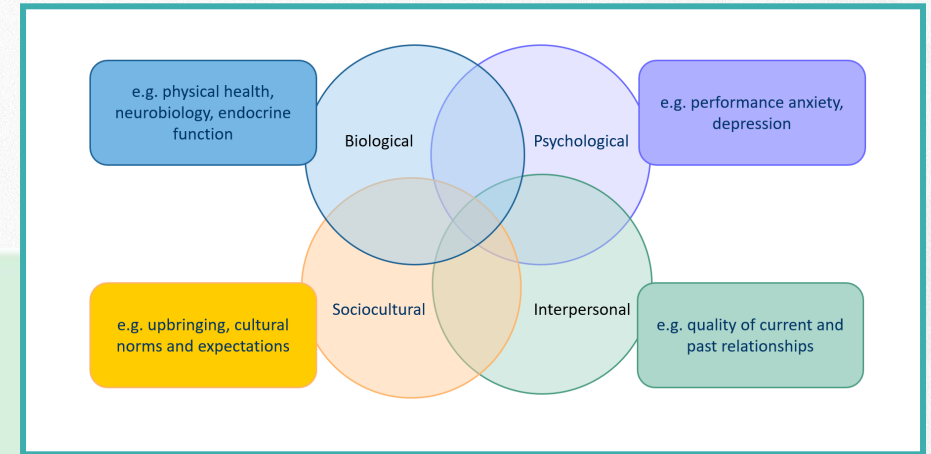 e.g. physical health,
neurobiology, endocrine
function
Biological
Psychological
e.g. performance anxiety,
depression
e.g. upbringing, cultural
norms and expectations
Sociocultural
Interpersonal
e.g. quality of current and
past relationships